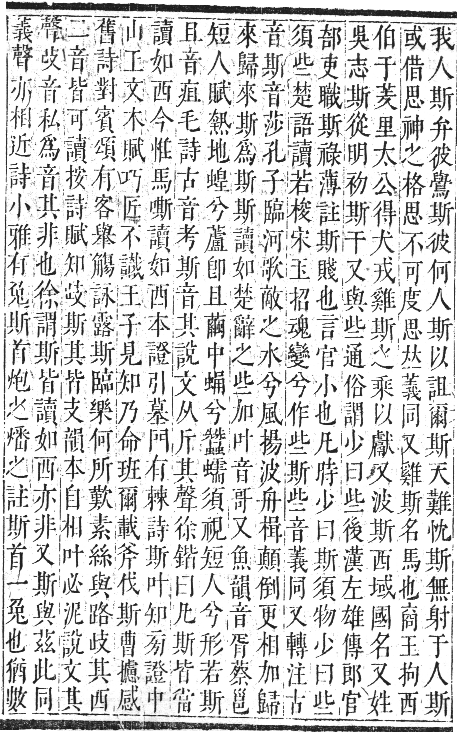 我人斯弁彼鸒斯彼何人斯以詛爾斯天難忱斯無射于人斯
或借思神之格思不可度思𠀤義同又雞斯名馬也商王拘西
伯于羑里太公得犬戎雞斯之乘以獻又波斯西域國名又姓
吳志斯從明礿斯干又與些通俗謂少曰些後漢左雄傳郎官
部吏職斯祿薄註斯賤也言官小也凡時少曰斯須物少曰些
須些楚語讀若梭宋玉招魂變兮作些斯些音義同又轉注古
音斯音莎孔子臨河歌敵之水兮風揚波舟楫顛倒更相加歸
來歸來斯爲斯斯讀如楚辭之些加叶音哥又魚韻音胥蔡邕
短人賦熱地蝗兮蘆卽且繭中蛹兮蠶蠕須視短人兮形若斯
且音疽毛詩古音考斯音其說文从斤其聲徐鍇曰凡斯皆當
讀如西今惟馬嘶讀如西本證引墓門有棘詩斯叶知旁證中
山王文木賦巧匠不識王子見知乃命班爾載斧伐斯曹攄感
舊詩對賓頌有客舉觴詠露斯臨樂何所歎素絲與路歧其西
二音皆可讀按詩賦知歧斯其皆支韻本自相叶必泥說文其
聲攺音私爲音其非也徐謂斯皆讀如西亦非又斯與茲此同
義聲亦相近詩小雅有兔斯首炮之燔之註斯首一兔也猶數